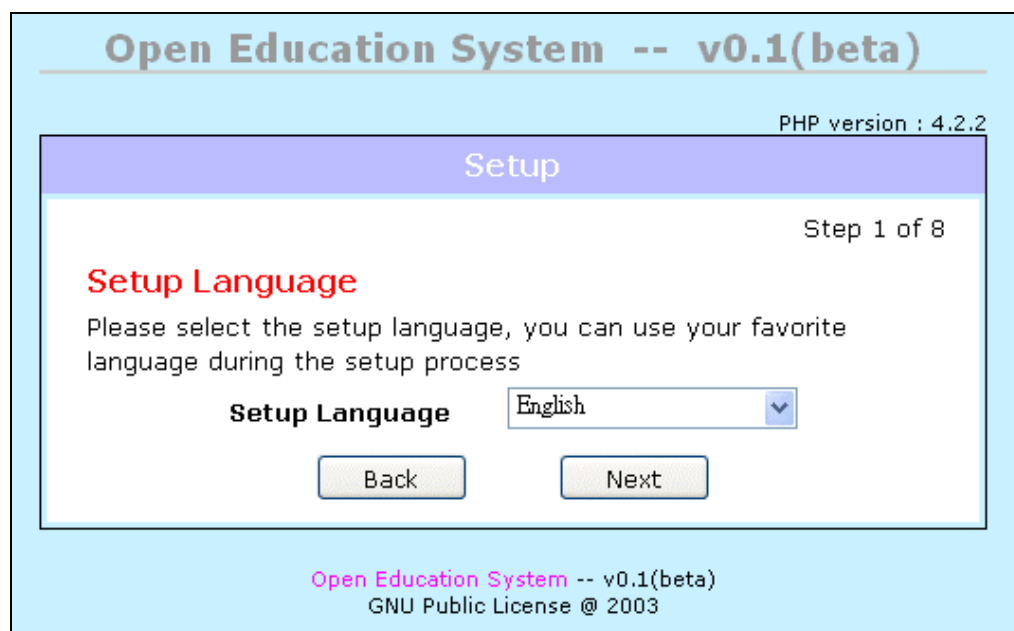 Open Education System -- v0.1(beta)
PHP version : 4.2.2
Setup
Step 1 of 8
Setup Language
Please select the setup language, you can use your favorite
language during the setup process
Setup Language English
Back Next
Open Education System -- v0.1(beta)
GNU Public License @ 2003